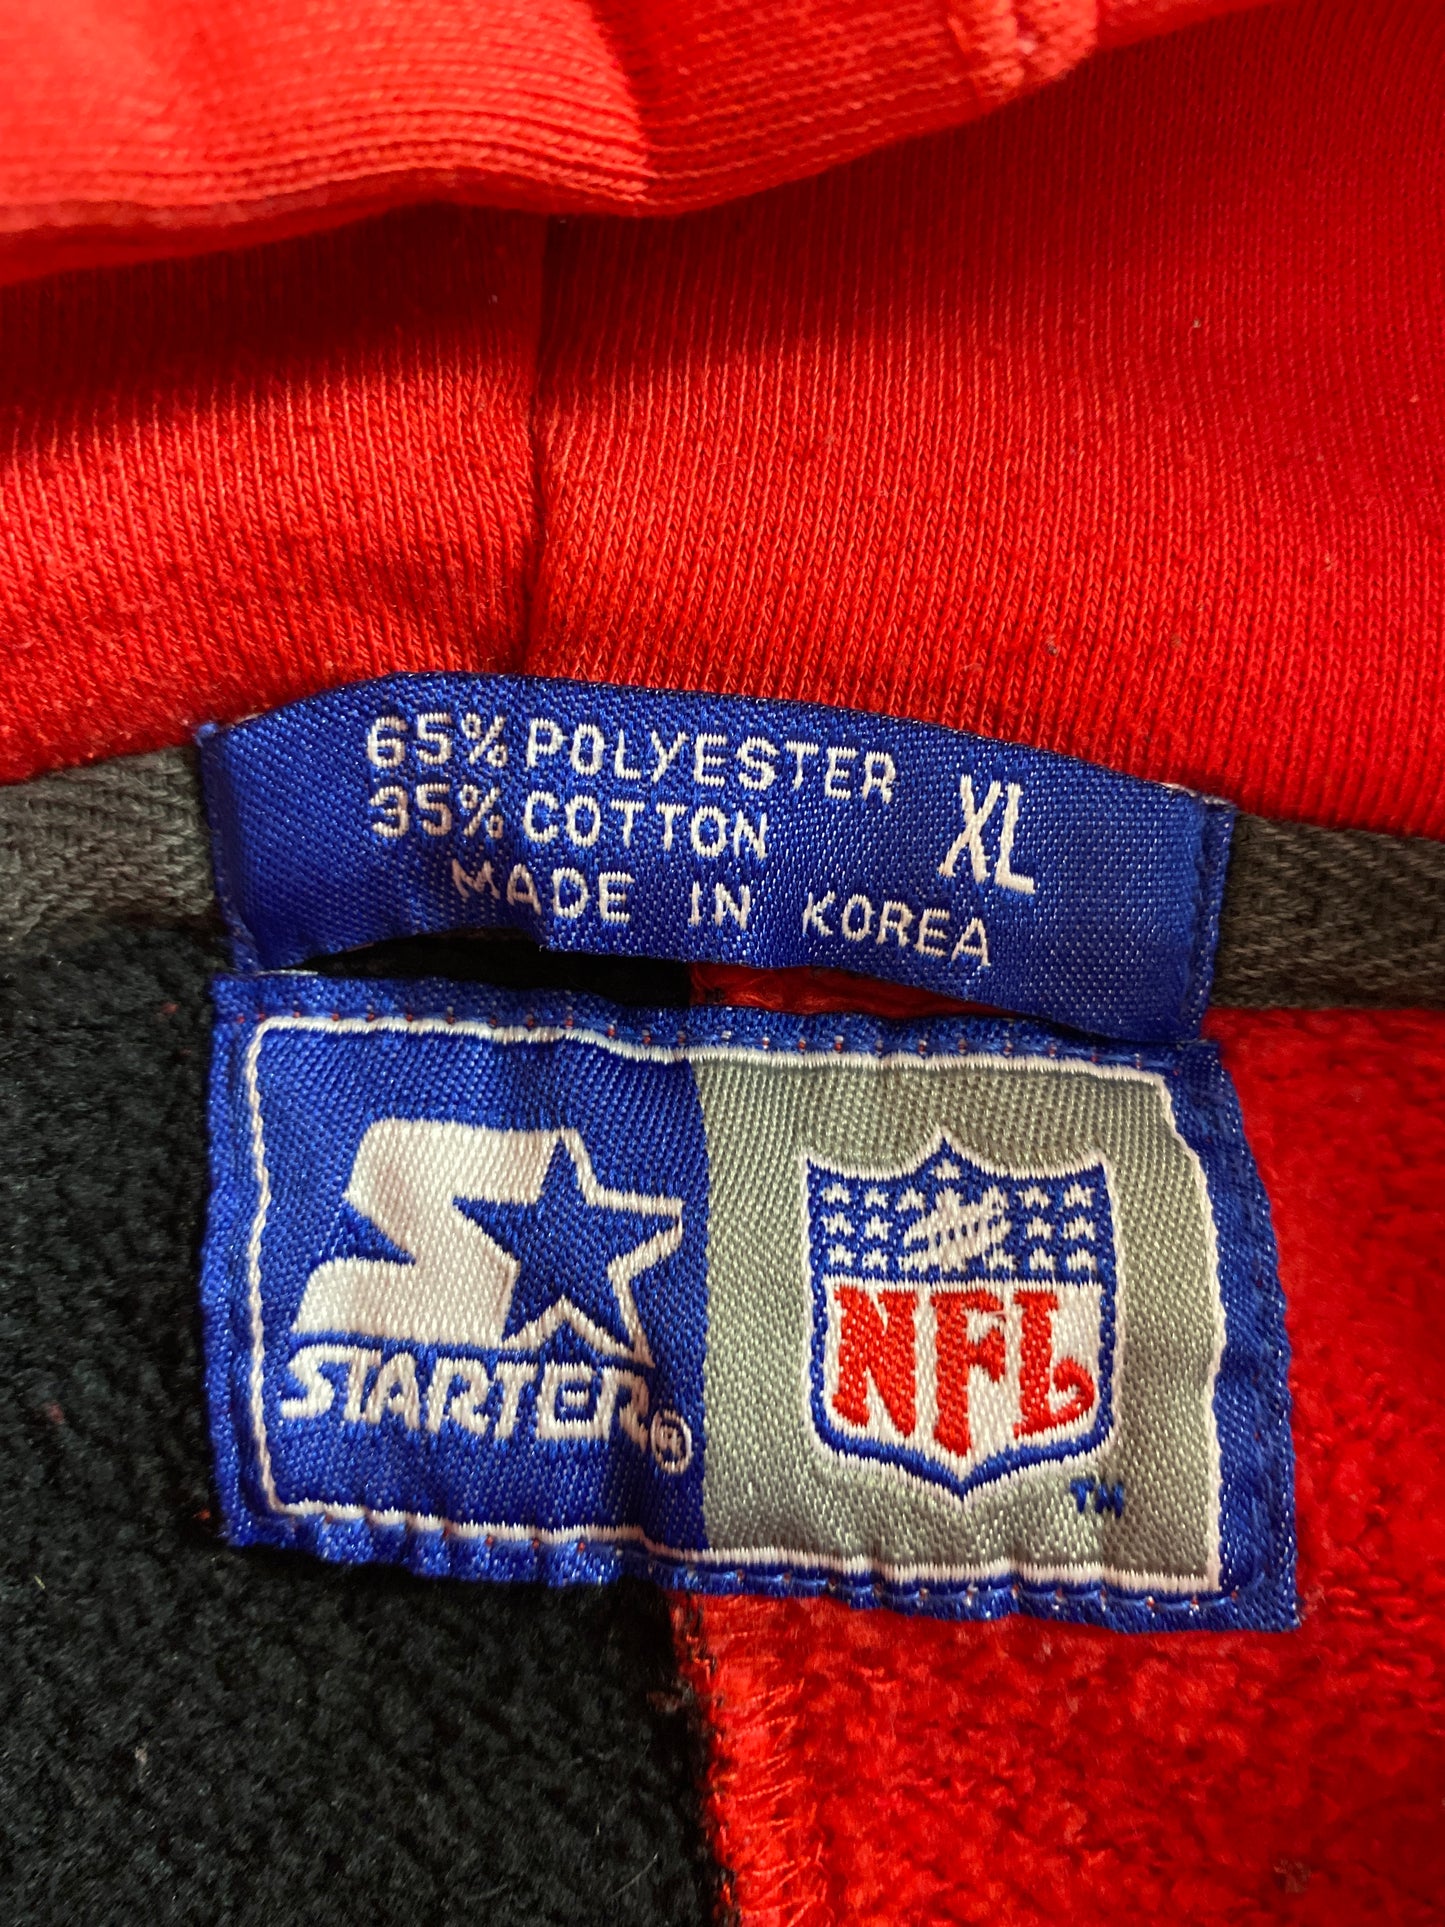 65% POLYESTER
35% COTTON
MADE IN KOREA
XL
STARTER®
NFL
TM